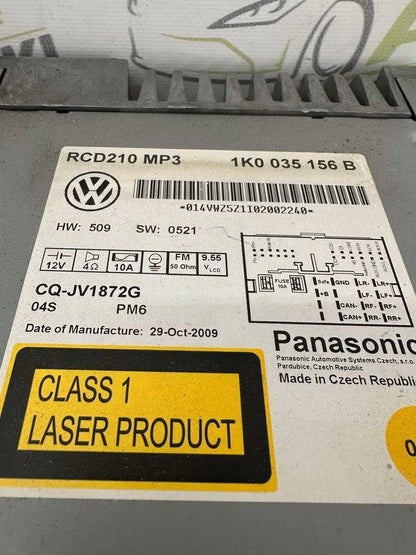 RCD210 MP3 1K0 035 156 B
-014VWZ5Z1I02002240-
HW: 509 SW: 0521
12V 4Ω 10A FM 50 Ohm 9.55 VLCD
FUSE 10A
Safe GND LR- LR+
+B LF- LF+
CAN- RF- RF+
CAN+ RR- RR+
CQ-JV1872G
04S PM6
Date of Manufacture: 29-Oct-2009
Panasonic
Panasonic Automotive Systems Czech, s.r.o.
Pardubice, Czech Republic
Made in Czech Republi
CLASS 1
LASER PRODUCT
0